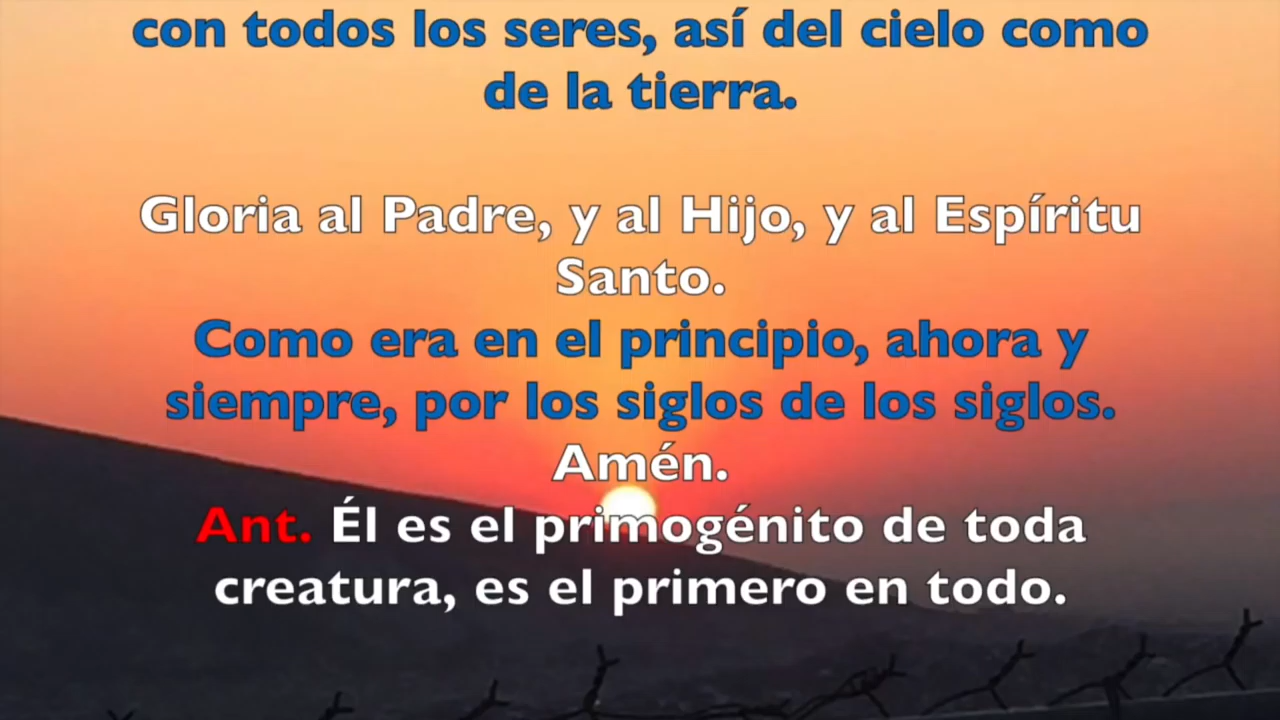 con todos los seres, así del cielo como
de la tierra.
Gloria al Padre, y al Hijo, y al Espíritu
Santo.
Como era en el principio, ahora y
siempre, por los siglos de los siglos.
Amén.
Ant. Él es el primogénito de toda
creatura, es el primero en todo.